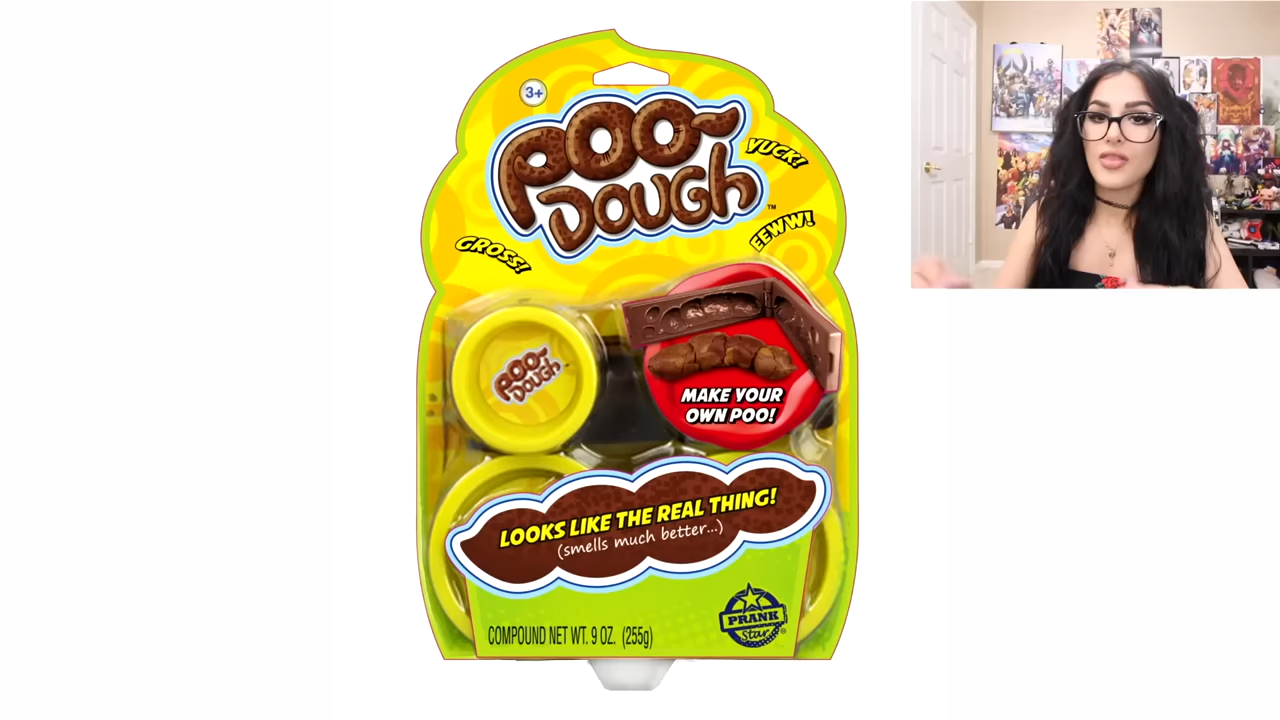 3+
POO-
DOUGH
™
YUCK!
EEWW!
GROSS!
POO-
DOUGH
MAKE YOUR
OWN POO!
LOOKS LIKE THE REAL THING!
(smells much better...)
PRANK
Star
®
COMPOUND NET WT. 9 OZ. (255g)